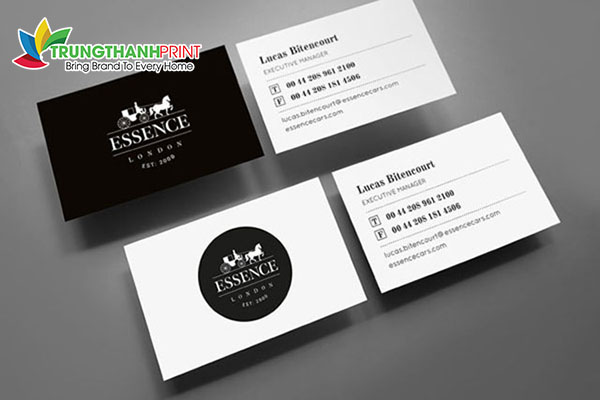 TRUNGTHANHPRINT
Bring Brand To Every Home
ESSENCE
LONDON
EST. 2009
Lucas Bitencourt
EXECUTIVE MANAGER
T 00 44 208 961 2100
F 00 44 208 181 4506
lucas.bitencourt@essencecars.com
essencecars.com
ESSENCE
LONDON
EST. 2009
Lucas Bitencourt
EXECUTIVE MANAGER
T 00 44 208 961 2100
F 00 44 208 181 4506
lucas.bitencourt@essencecars.com
essencecars.com